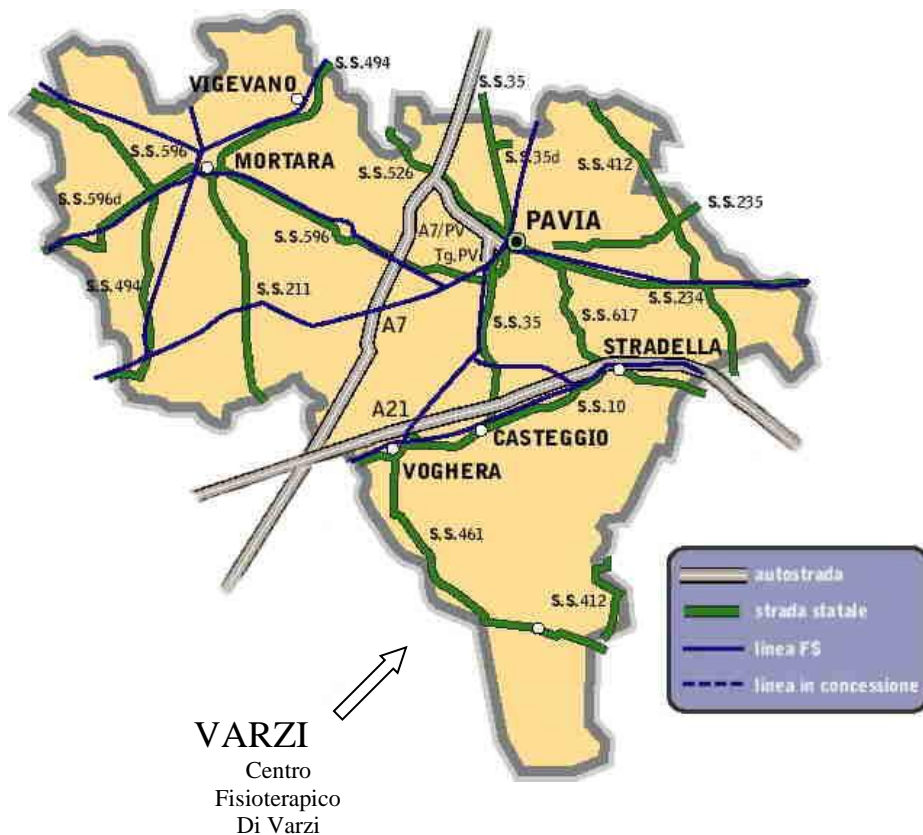 S.S.494
S.S.35
VIGEVANO
S.S.596
MORTARA
S.S.526
S.S.35d
S.S.412
S.S.596d
S.S.235
A7/PV
PAVIA
S.S.596
Tg.PV
S.S.494
S.S.211
S.S.234
S.S.617
S.S.35
A7
STRADELLA
A21
S.S.10
CASTEGGIO
VOGHERA
S.S.461
S.S.412
autostrada
strada statale
linea FS
linea in concessione
VARZI
Centro
Fisioterapico
Di Varzi